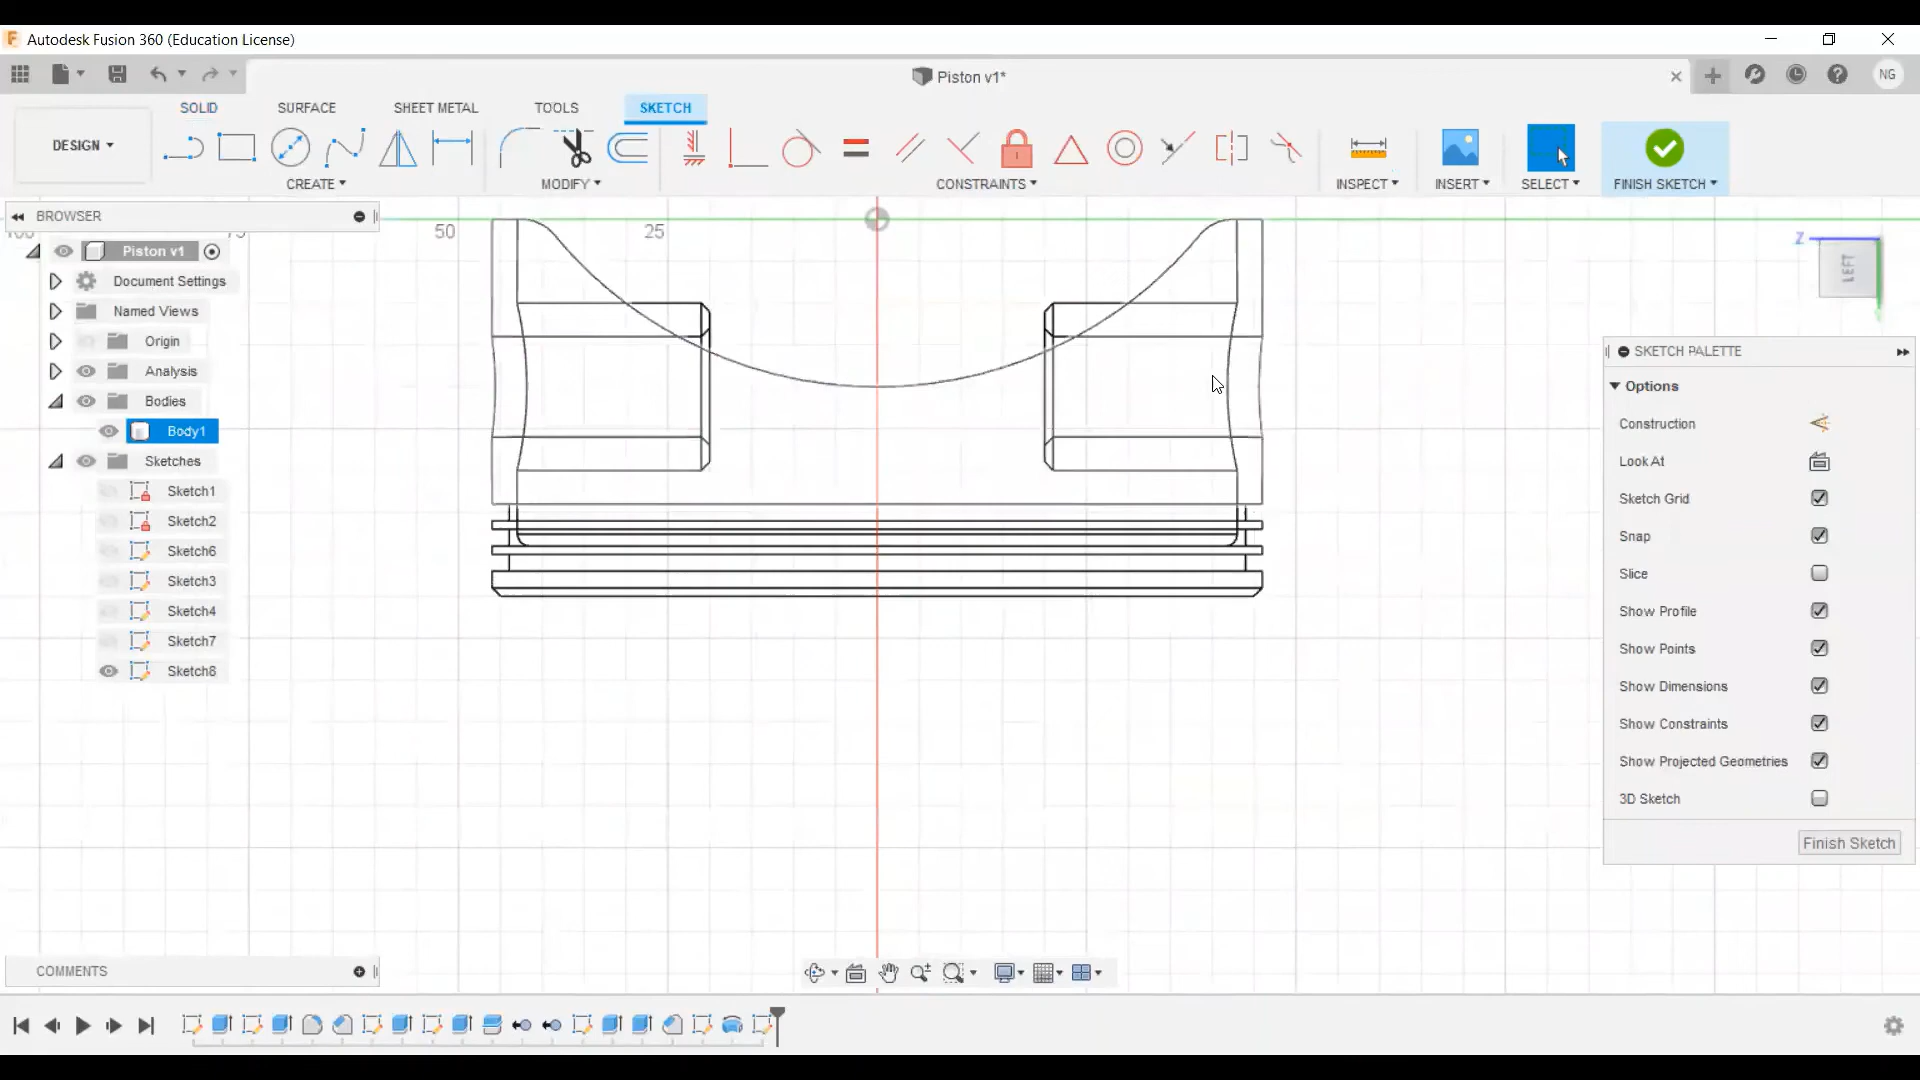 Autodesk Fusion 360 (Education License)
Piston v1*
NG
SOLID SURFACE SHEET METAL TOOLS SKETCH
DESIGN
CREATE MODIFY CONSTRAINTS INSPECT INSERT SELECT FINISH SKETCH
BROWSER
50 25
Piston v1
Document Settings
Named Views
Origin
Analysis
Bodies
Body1
Sketches
Sketch1
Sketch2
Sketch6
Sketch3
Sketch4
Sketch7
Sketch8
Z
LEFT
SKETCH PALETTE
Options
Construction
Look At
Sketch Grid
Snap
Slice
Show Profile
Show Points
Show Dimensions
Show Constraints
Show Projected Geometries
3D Sketch
Finish Sketch
COMMENTS